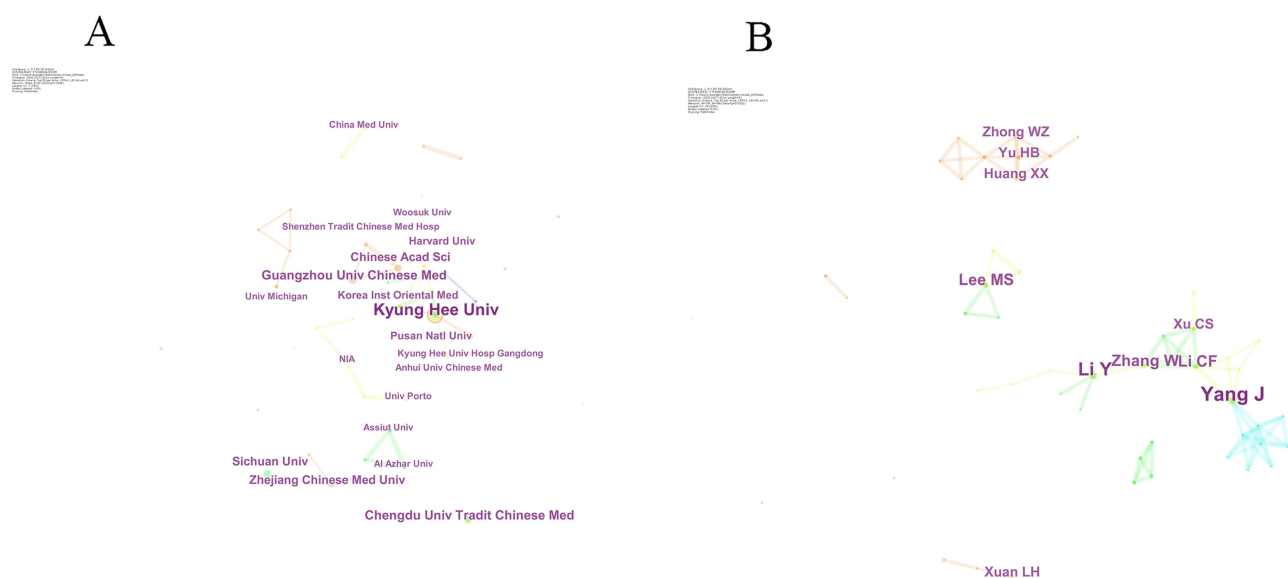 A
China Med Univ
Woosuk Univ
Shenzhen Tradit Chinese Med Hosp
Harvard Univ
Chinese Acad Sci
Guangzhou Univ Chinese Med
Univ Michigan
Korea Inst Oriental Med
Kyung Hee Univ
Pusan Natl Univ
Kyung Hee Univ Hosp Gangdong
NIA
Anhui Univ Chinese Med
Univ Porto
Assiut Univ
Sichuan Univ
Al Azhar Univ
Zhejiang Chinese Med Univ
Chengdu Univ Tradit Chinese Med
B
Zhong WZ
Yu HB
Huang XX
Lee MS
Xu CS
Li Y
Zhang W
Li CF
Yang J
Xuan LH